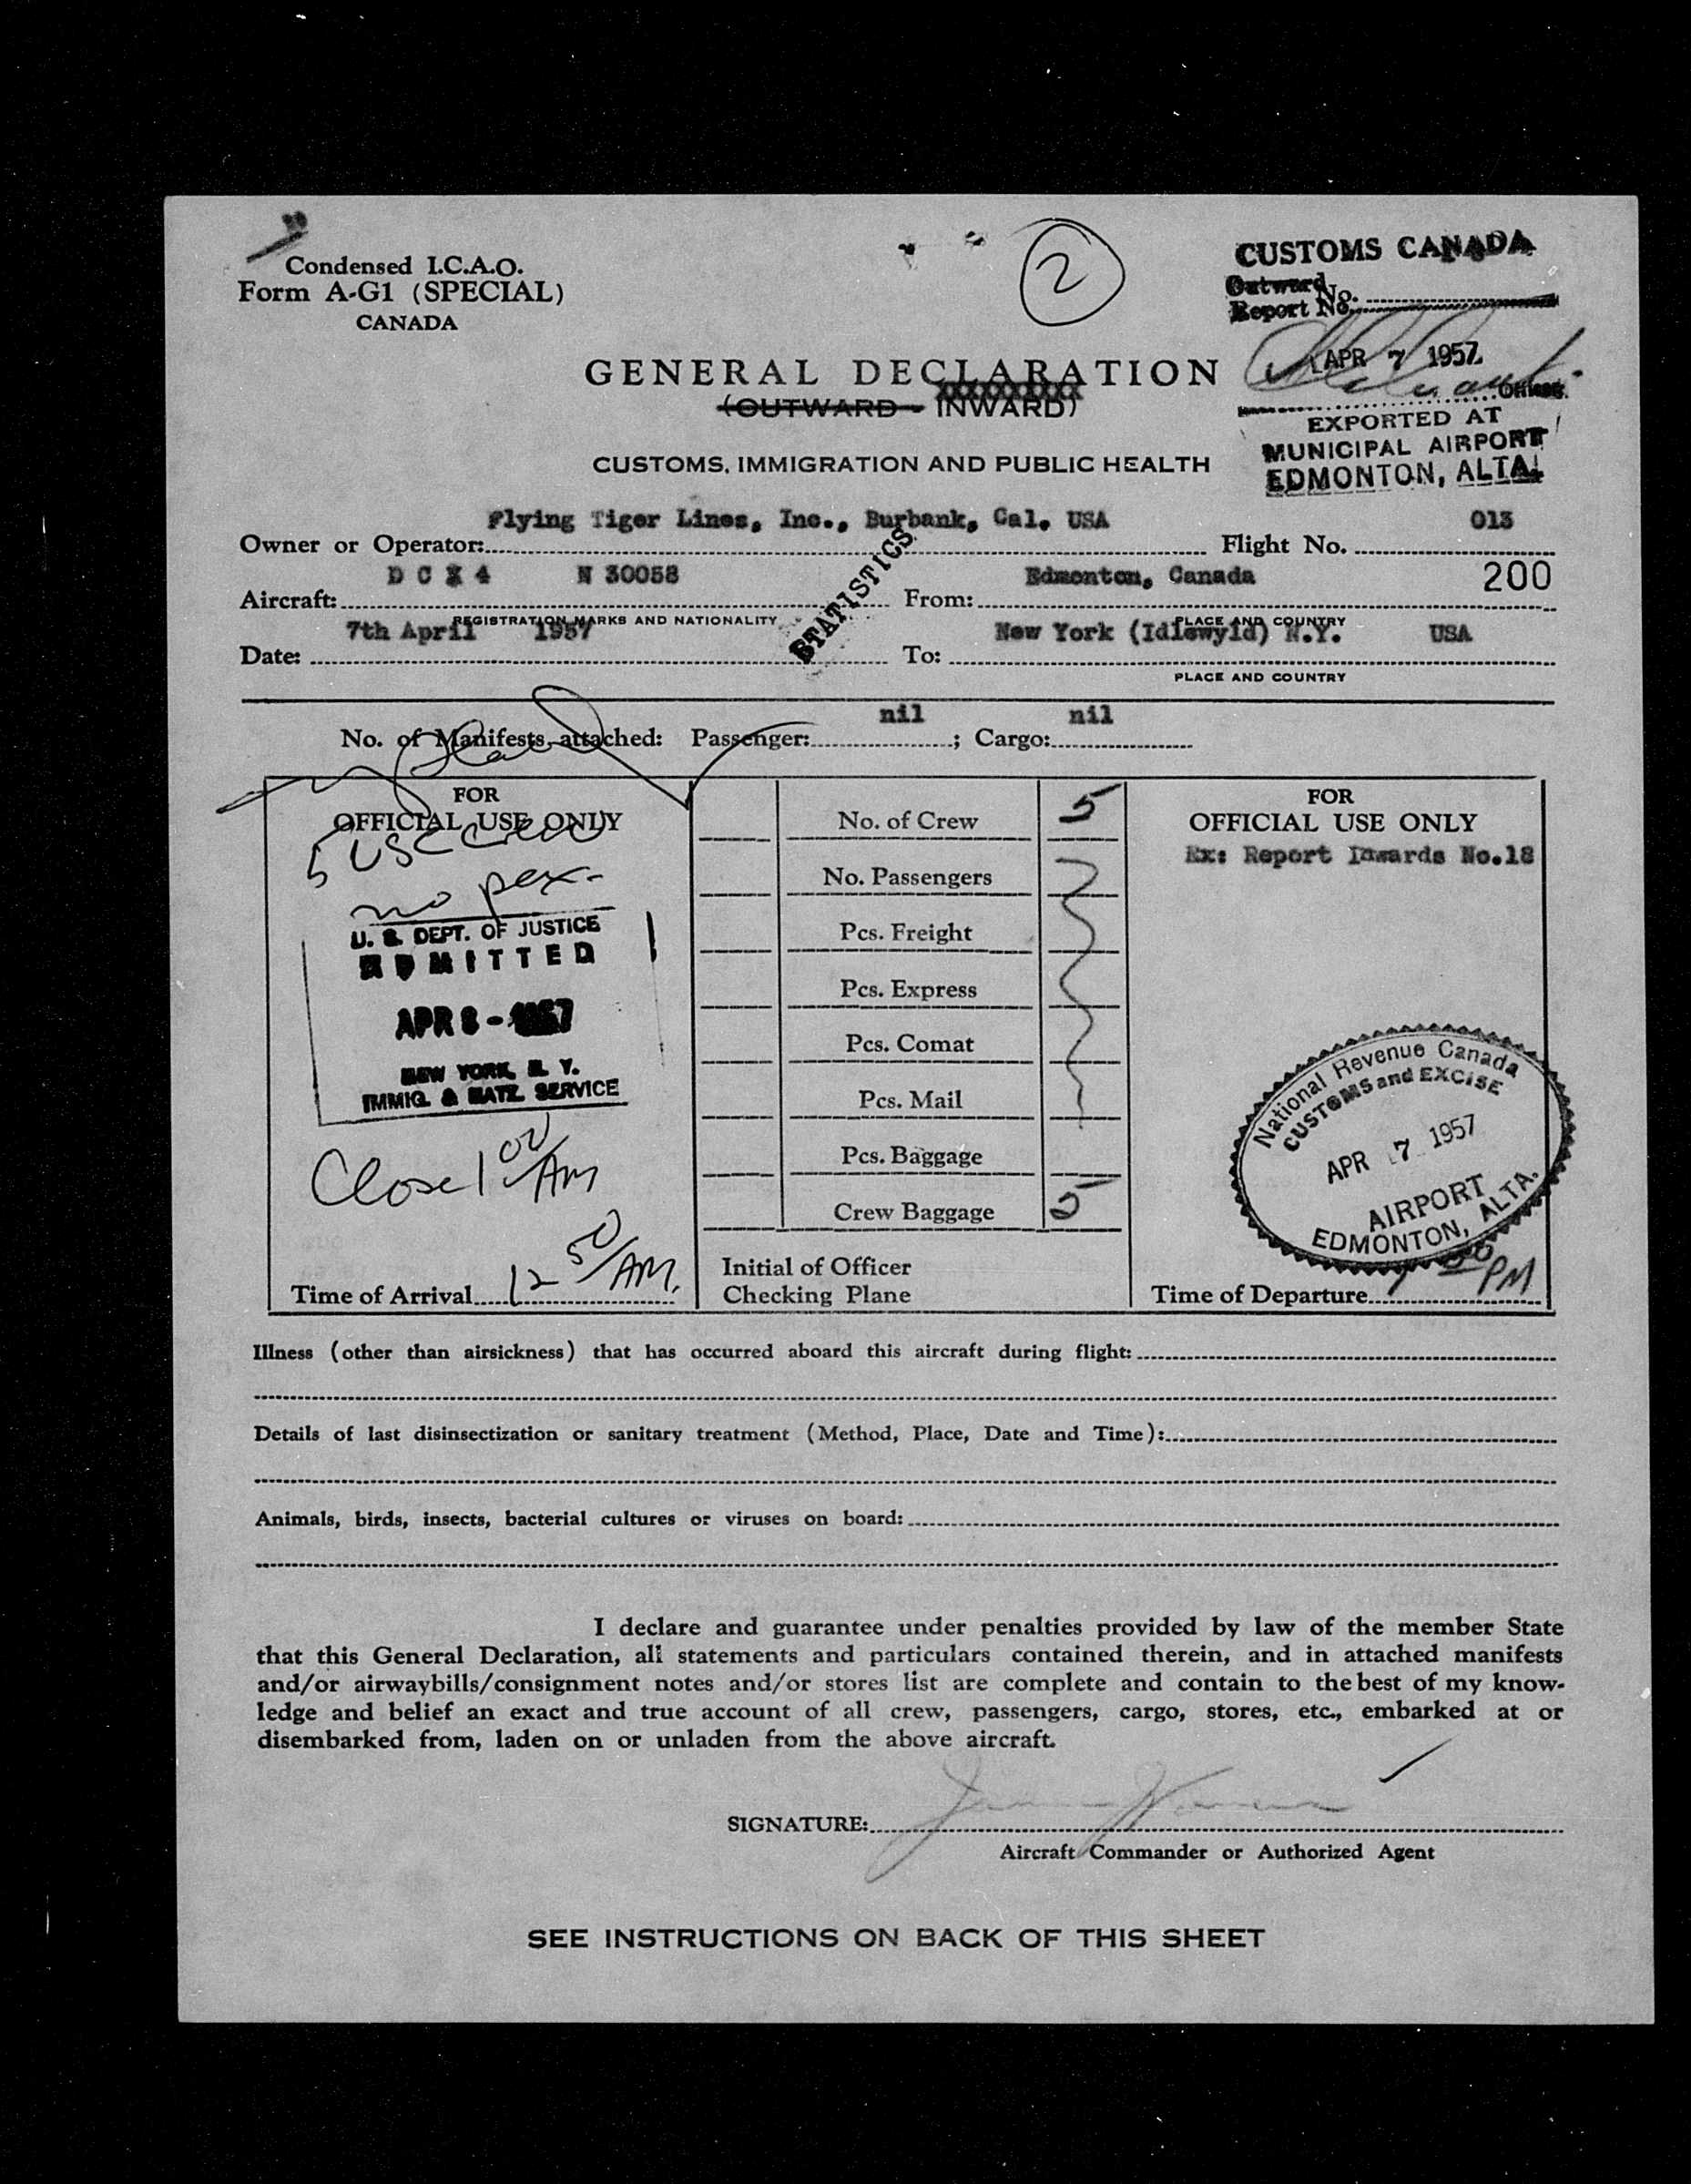 Condensed I.C.A.O.
Form A-G1 (SPECIAL)
CANADA
2
CUSTOMS CANADA
Outward
Report No.
APR 7 1957
Officer
EXPORTED AT
MUNICIPAL AIRPORT
EDMONTON, ALTA.
GENERAL DECLARATION
(OUTWARD - INWARD)
CUSTOMS, IMMIGRATION AND PUBLIC HEALTH
Owner or Operator: Flying Tiger Lines, Inc., Burbank, Cal. USA Flight No. 013
200
Aircraft: D C 4 N 30058 From: Edmonton, Canada
REGISTRATION MARKS AND NATIONALITY PLACE AND COUNTRY
STATISTICS
Date: 7th April 1957 To: New York (Idlewyld) N.Y. USA
PLACE AND COUNTRY
No. of Manifests attached: Passenger: nil ; Cargo: nil
FOR
OFFICIAL USE ONLY
5 USC crew
no pax-
U. S. DEPT. OF JUSTICE
ADMITTED
APR 8 - 1957
NEW YORK, N. Y.
IMMIG. & NATZ. SERVICE
Close 1 00 AM
Time of Arrival 12 50 AM.
No. of Crew 5
No. Passengers
Pcs. Freight
Pcs. Express
Pcs. Comat
Pcs. Mail
Pcs. Baggage
Crew Baggage 5
Initial of Officer
Checking Plane
FOR
OFFICIAL USE ONLY
Ex: Report Inwards No.18
National Revenue Canada
CUSTOMS and EXCISE
APR 7 1957
AIRPORT
EDMONTON, ALTA.
Time of Departure PM
Illness (other than airsickness) that has occurred aboard this aircraft during flight:
Details of last disinsectization or sanitary treatment (Method, Place, Date and Time):
Animals, birds, insects, bacterial cultures or viruses on board:
I declare and guarantee under penalties provided by law of the member State
that this General Declaration, all statements and particulars contained therein, and in attached manifests
and/or airwaybills/consignment notes and/or stores list are complete and contain to the best of my know-
ledge and belief an exact and true account of all crew, passengers, cargo, stores, etc., embarked at or
disembarked from, laden on or unladen from the above aircraft.
SIGNATURE:
Aircraft Commander or Authorized Agent
SEE INSTRUCTIONS ON BACK OF THIS SHEET